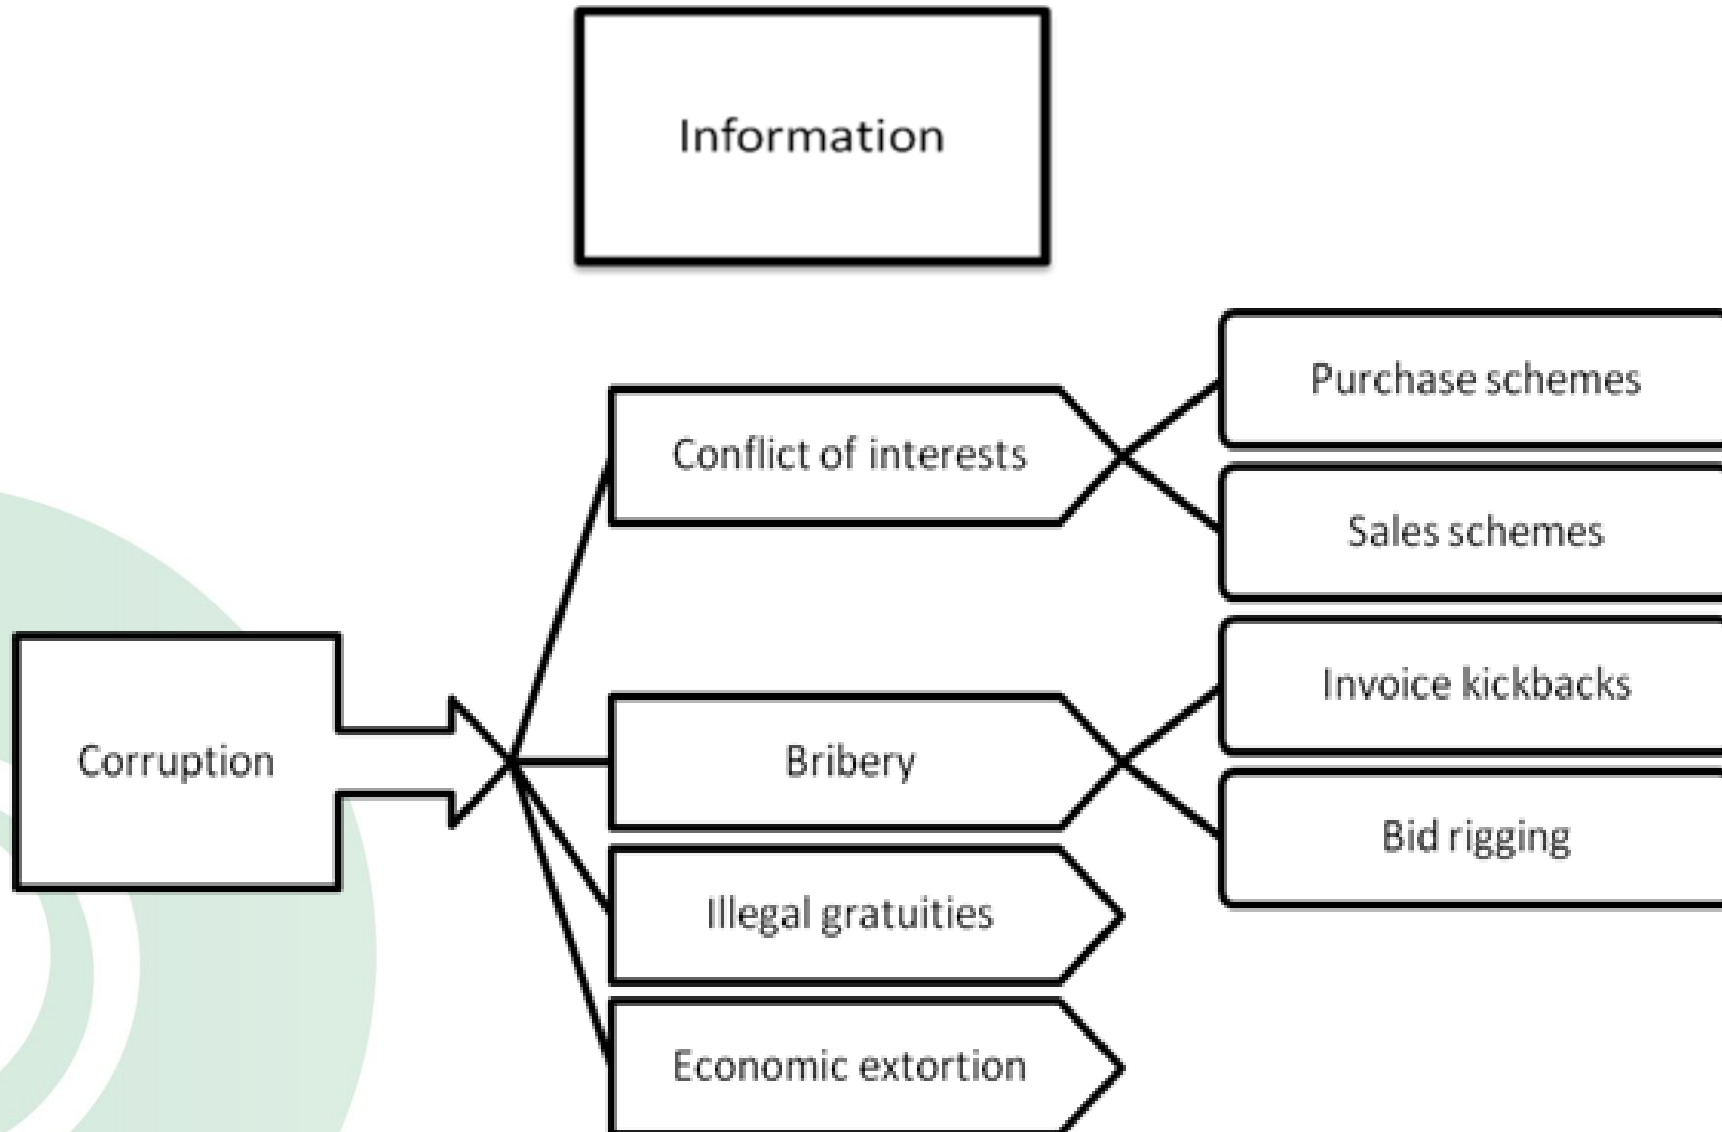 Information
Corruption
Conflict of interests
Purchase schemes
Sales schemes
Bribery
Invoice kickbacks
Bid rigging
Illegal gratuities
Economic extortion